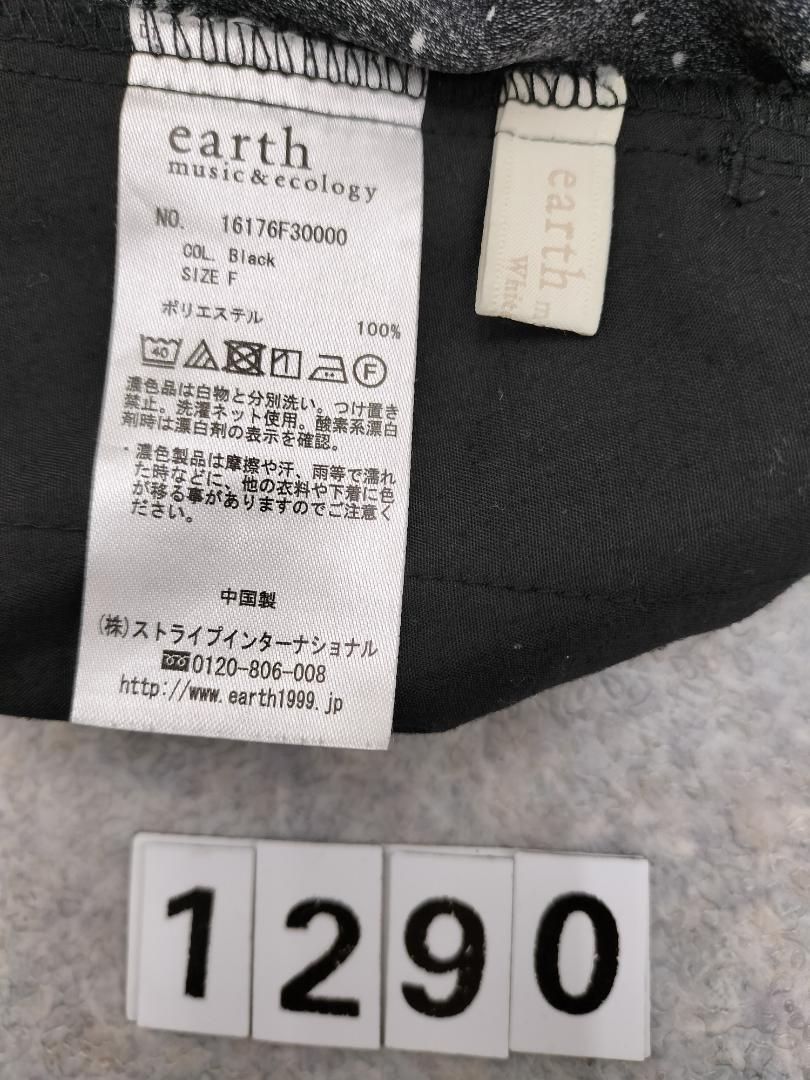 earth
music&ecology
NO. 16176F30000
COL. Black
SIZE F
ポリエステル 100%
40 F
濃色品は白物と分別洗い。つけ置き
禁止。洗濯ネット使用。酸素系漂白
剤時は漂白剤の表示を確認。
・濃色製品は摩擦や汗、雨等で濡れ
た時などに、他の衣料や下着に色
が移る事がありますのでご注意く
ださい。
中国製
(株)ストライプインターナショナル
0120-806-008
http://www.earth1999.jp
earth m
Whit
1290